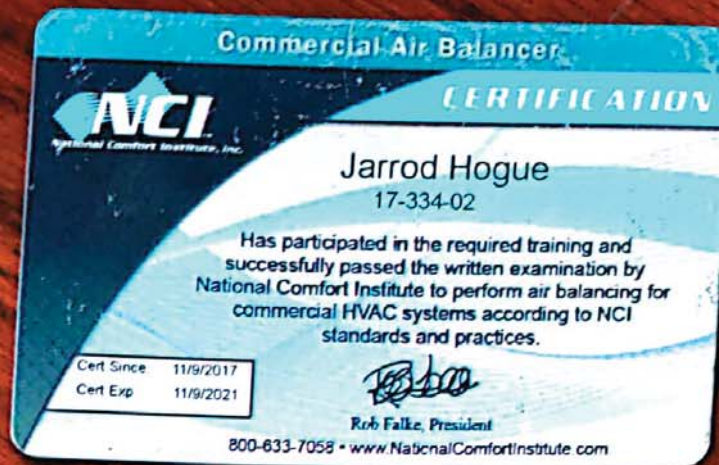 Commercial Air Balancer
CERTIFICATION
NCI
National Comfort Institute, Inc.
Jarrod Hogue
17-334-02
Has participated in the required training and
successfully passed the written examination by
National Comfort Institute to perform air balancing for
commercial HVAC systems according to NCI
standards and practices.
Cert Since 11/9/2017
Cert Exp 11/9/2021
Rob Falke, President
800-633-7058 • www.NationalComfortInstitute.com